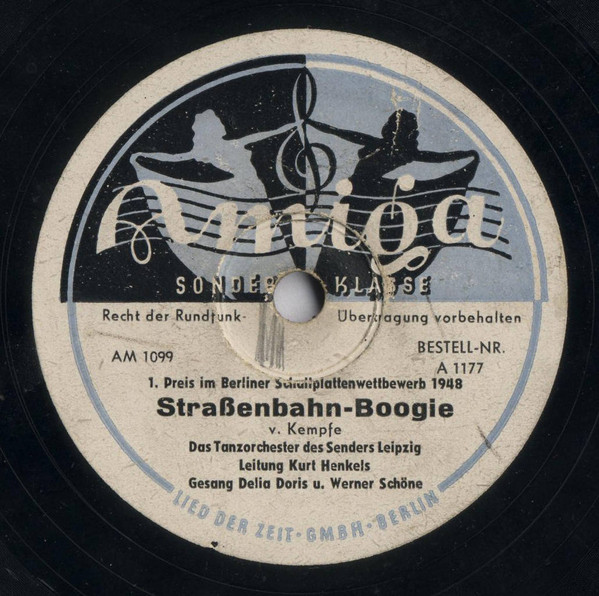 Amiga
SONDERKLASSE
Recht der Rundfunk- Übertragung vorbehalten
AM 1099
BESTELL-NR.
A 1177
1. Preis im Berliner Schallplattenwettbewerb 1948
Straßenbahn-Boogie
v. Kempfe
Das Tanzorchester des Senders Leipzig
Leitung Kurt Henkels
Gesang Delia Doris u. Werner Schöne
LIED DER ZEIT · GMBH · BERLIN